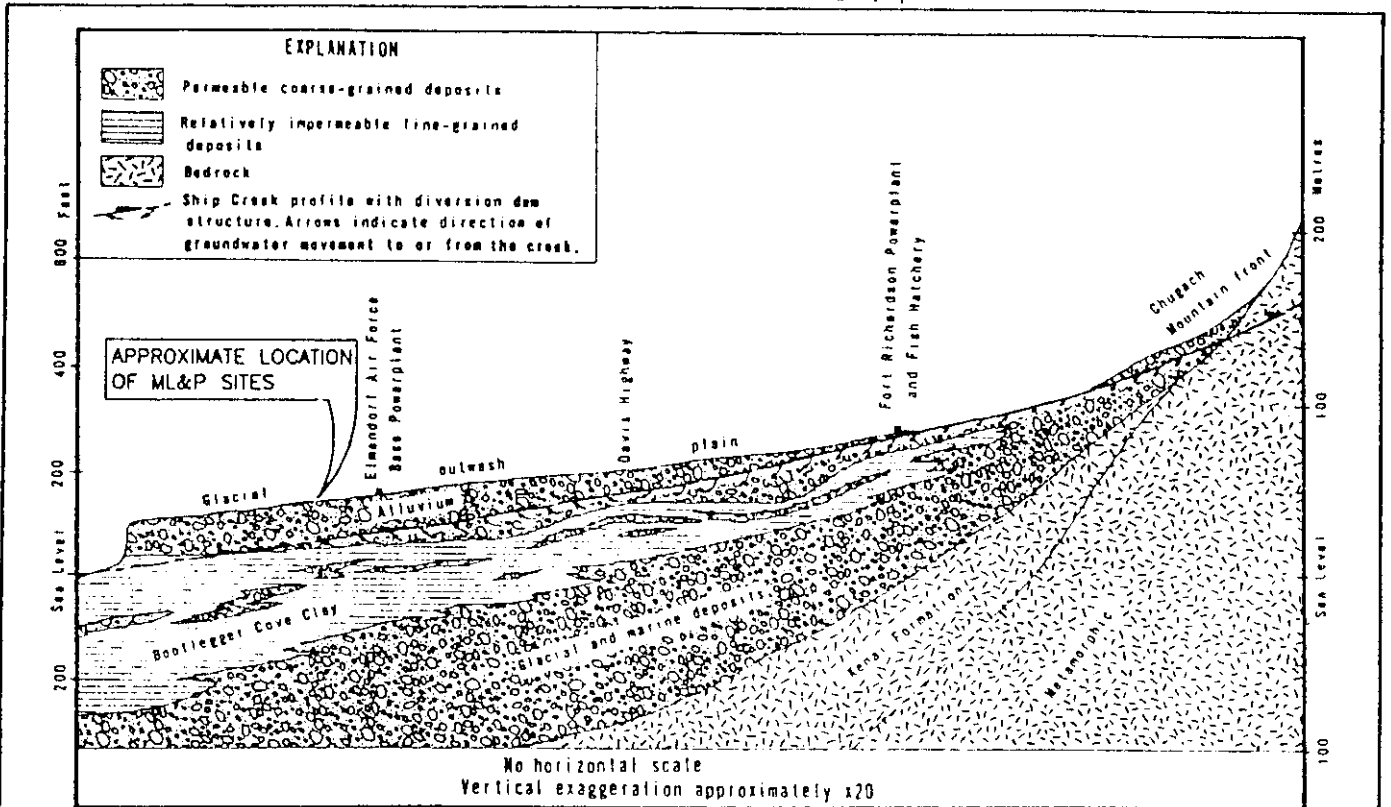 EXPLANATION
Permeable coarse-grained deposits
Relatively impermeable fine-grained
deposits
Bedrock
Ship Creek profile with diversion dam
structure. Arrows indicate direction of
groundwater movement to or from the creek.
Feet
600
400
200
Sea Level
200
APPROXIMATE LOCATION
OF ML&P SITES
Elmendorf Air Force
Base Powerplant
Davis Highway
Fort Richardson Powerplant
and Fish Hatchery
Chugach
Mountain front
Glacial
outwash
plain
Alluvium
Bootlegger Cove Clay
Glacial and marine deposits
Kenai Formation
Metamorphic
Metres
200
100
Sea Level
100
No horizontal scale
Vertical exaggeration approximately x20